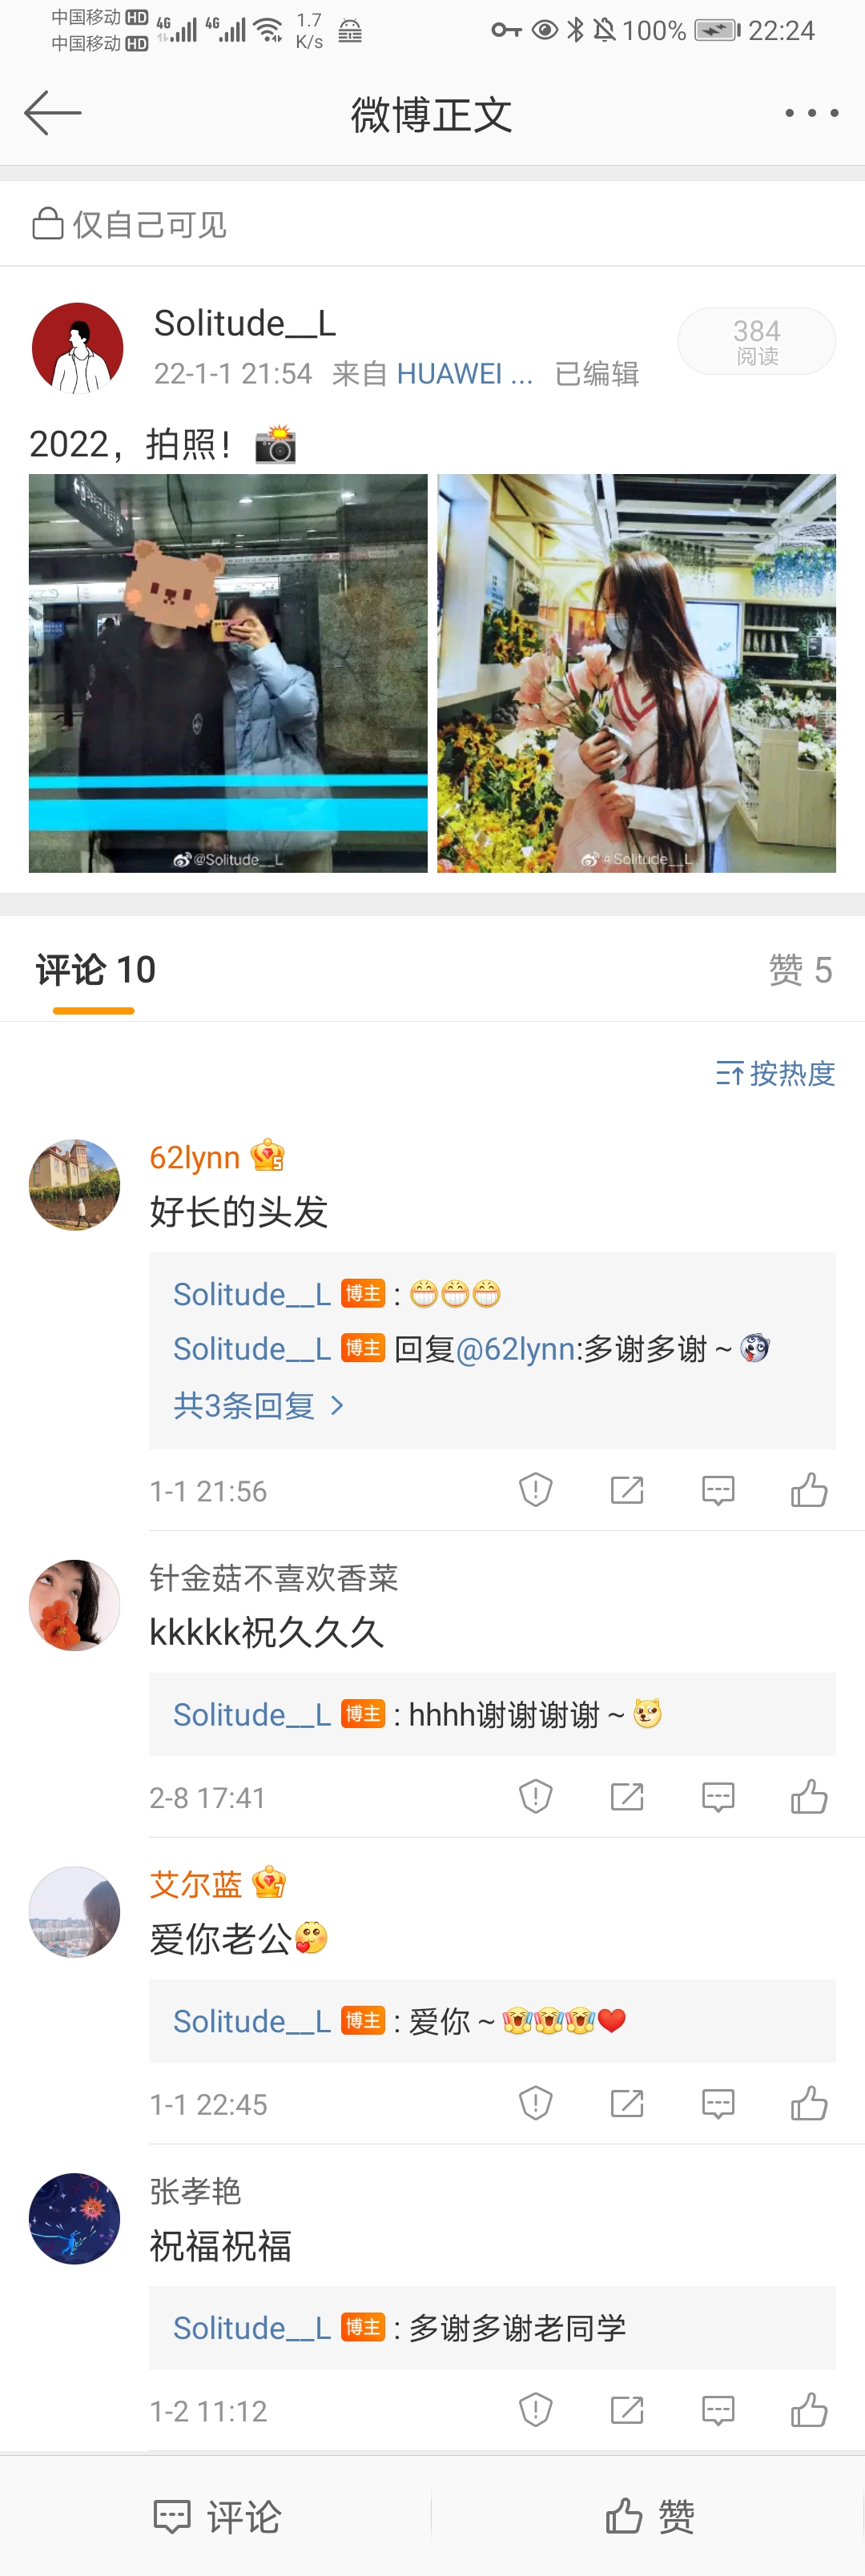 中国移动 HD 4G 4G 1.7 100% 22:24
中国移动 HD K/s
微博正文
仅自己可见
Solitude__L
384
阅读
22-1-1 21:54 来自 HUAWEI ... 已编辑
2022，拍照！
@Solitude__L
@Solitude__L
评论 10 赞 5
按热度
62lynn 5
好长的头发
Solitude__L 博主 :
Solitude__L 博主 回复@62lynn:多谢多谢～
共3条回复 >
1-1 21:56
针金菇不喜欢香菜
kkkkk祝久久久
Solitude__L 博主 : hhhh谢谢谢谢～
2-8 17:41
艾尔蓝 7
爱你老公
Solitude__L 博主 : 爱你～
1-1 22:45
张孝艳
祝福祝福
Solitude__L 博主 : 多谢多谢老同学
1-2 11:12
评论 赞